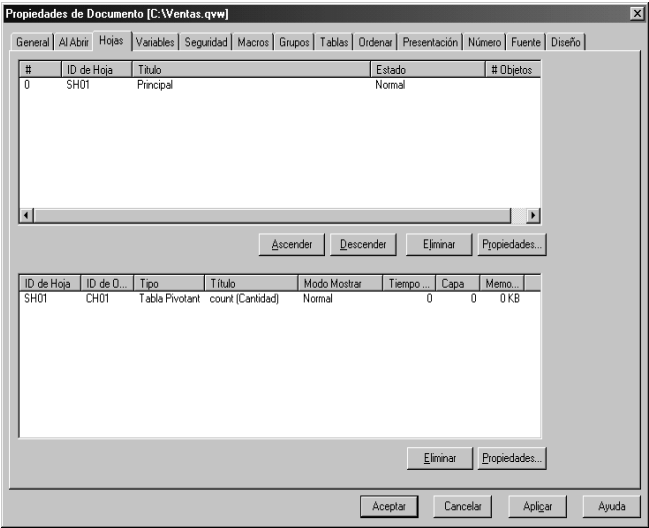 Propiedades de Documento [C:\Ventas.qvw]
General Al Abrir Hojas Variables Seguridad Macros Grupos Tablas Ordenar Presentación Número Fuente Diseño
# ID de Hoja Título Estado # Objetos
0 SH01 Principal Normal
Ascender Descender Eliminar Propiedades...
ID de Hoja ID de O... Tipo Título Modo Mostrar Tiempo ... Capa Memo...
SH01 CH01 Tabla Pivotant count (Cantidad) Normal 0 0 0 KB
Eliminar Propiedades...
Aceptar Cancelar Aplicar Ayuda